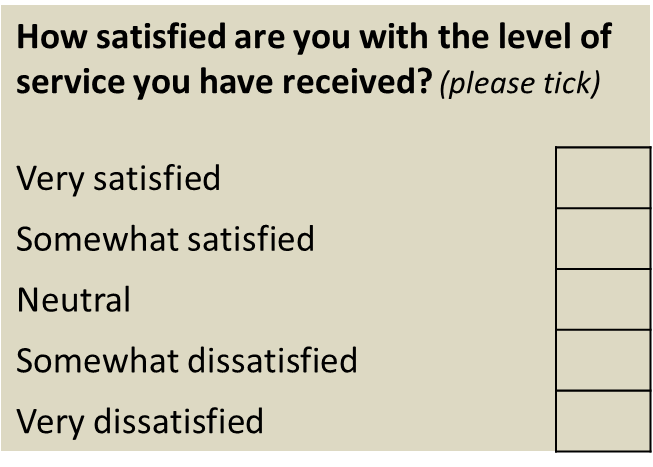 How satisfied are you with the level of
service you have received? (please tick)
Very satisfied
Somewhat satisfied
Neutral
Somewhat dissatisfied
Very dissatisfied